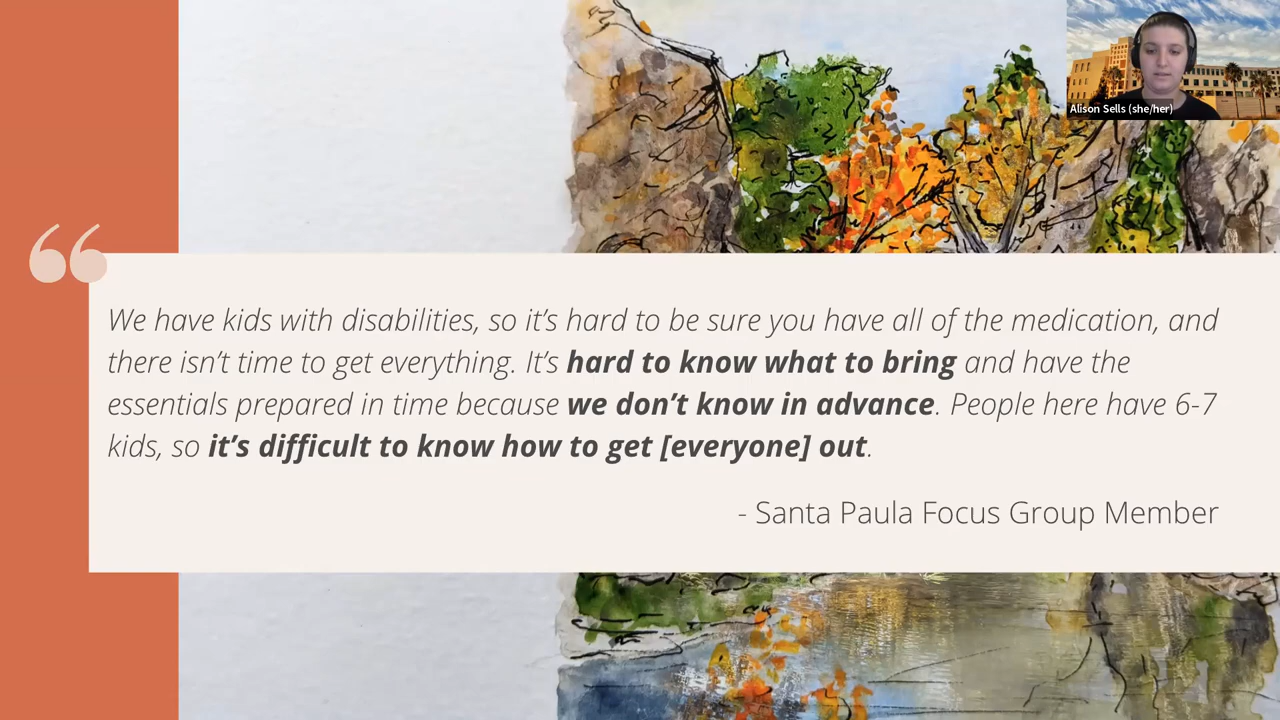 Alison Sells (she/her)
“
We have kids with disabilities, so it’s hard to be sure you have all of the medication, and
there isn’t time to get everything. It’s hard to know what to bring and have the
essentials prepared in time because we don’t know in advance. People here have 6-7
kids, so it’s difficult to know how to get [everyone] out.
- Santa Paula Focus Group Member